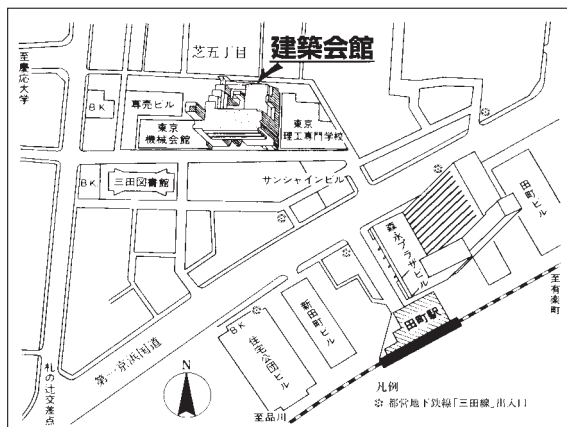 芝五丁目
建築会館
至慶応大学
BK
専売ビル
東京
機械会館
東京
理工専門学校
BK
三田図書館
サンシャインビル
田町ビル
森永プラザビル
至有楽町
田町駅
新田町ビル
BK
住宅公団ビル
第一京浜国道
札の辻交差点
N
至品川
凡例
都営地下鉄線「三田線」出入口